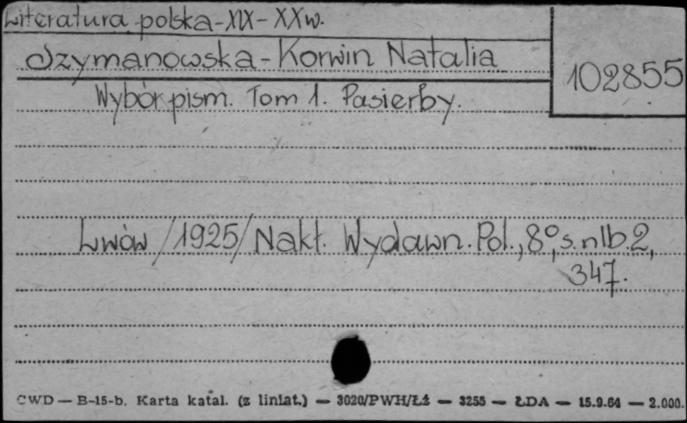 Literatura polska-XIX-XXw.
Szymanowska-Korwin Natalia
102855
Wybór pism. Tom 1. Pasierby.
Lwów /1925/ Nakł. Wydawn. Pol., 8°, s. nlb. 2,
347.
CWD — B-15-b. Karta katal. (z liniat.) — 3020/PWH/Łź — 3255 — ŁDA — 15.9.64 — 2.000.